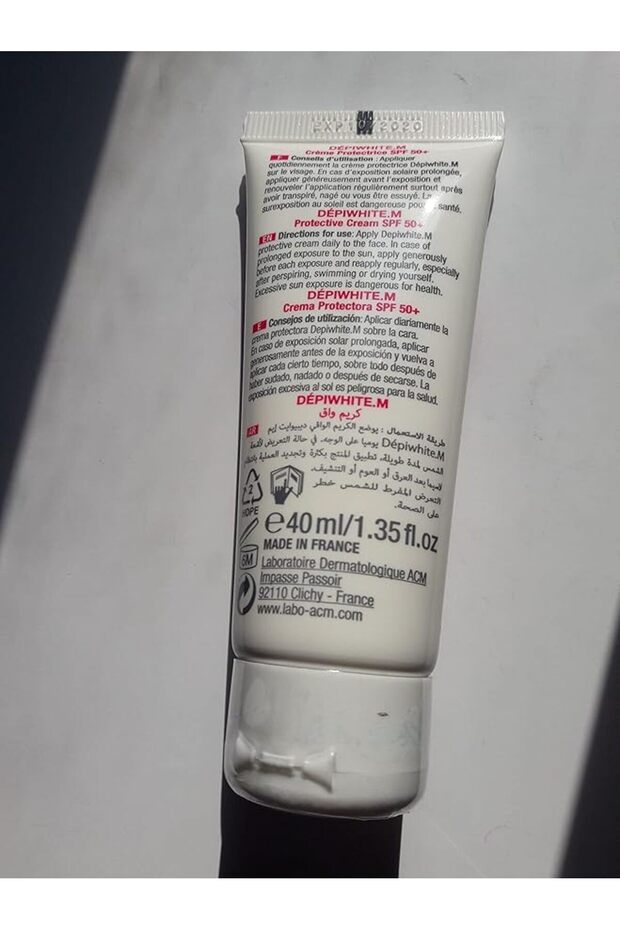 EXP 10 2020
DÉPIWHITE.M
Crème Protectrice SPF 50+
F Conseils d'utilisation : Appliquer
quotidiennement la crème protectrice Dépiwhite.M
sur le visage. En cas d'exposition solaire prolongée,
appliquer généreusement avant l'exposition et
renouveler l'application régulièrement surtout après
avoir transpiré, nagé ou vous être essuyé. La
surexposition au soleil est dangereuse pour santé.
DÉPIWHITE.M
Protective Cream SPF 50+
EN Directions for use: Apply Depiwhite.M
protective cream daily to the face. In case of
prolonged exposure to the sun, apply generously
before each exposure and reapply regularly, especially
after perspiring, swimming or drying yourself.
Excessive sun exposure is dangerous for health.
DÉPIWHITE.M
Crema Protectora SPF 50+
E Consejos de utilización: Aplicar diariamente la
crema protectora Depiwhite.M sobre la cara.
En caso de exposición solar prolongada, aplicar
generosamente antes de la exposición y vuelva a
aplicar cada cierto tiempo, sobre todo después de
haber sudado, nadado o después de secarse. La
exposición excesiva al sol es peligrosa para la salud.
DÉPIWHITE.M
كريم واق
AR طريقة الاستعمال : يوضع الكريم الواقي ديبيوايت إيم
Dépiwhite.M يوميا على الوجه. في حالة التعريض لأشعة
الشمس لمدة طويلة، تطبيق المنتج بكثرة وتجديد العملية بانتظام
لاسيما بعد العرق أو العوم أو التنشيف.
التعرض المفرط للشمس خطر
على الصحة.
2
HDPE
e40 ml/1.35 fl.oz
MADE IN FRANCE
6M
Laboratoire Dermatologique ACM
Impasse Passoir
92110 Clichy - France
www.labo-acm.com